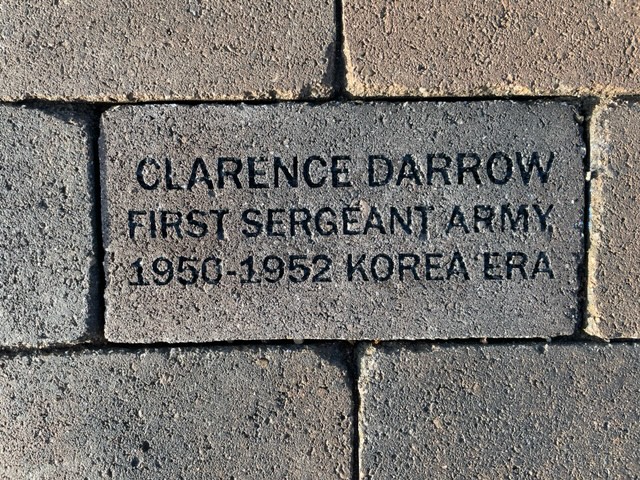 CLARENCE DARROW
FIRST SERGEANT ARMY
1950-1952 KOREA ERA